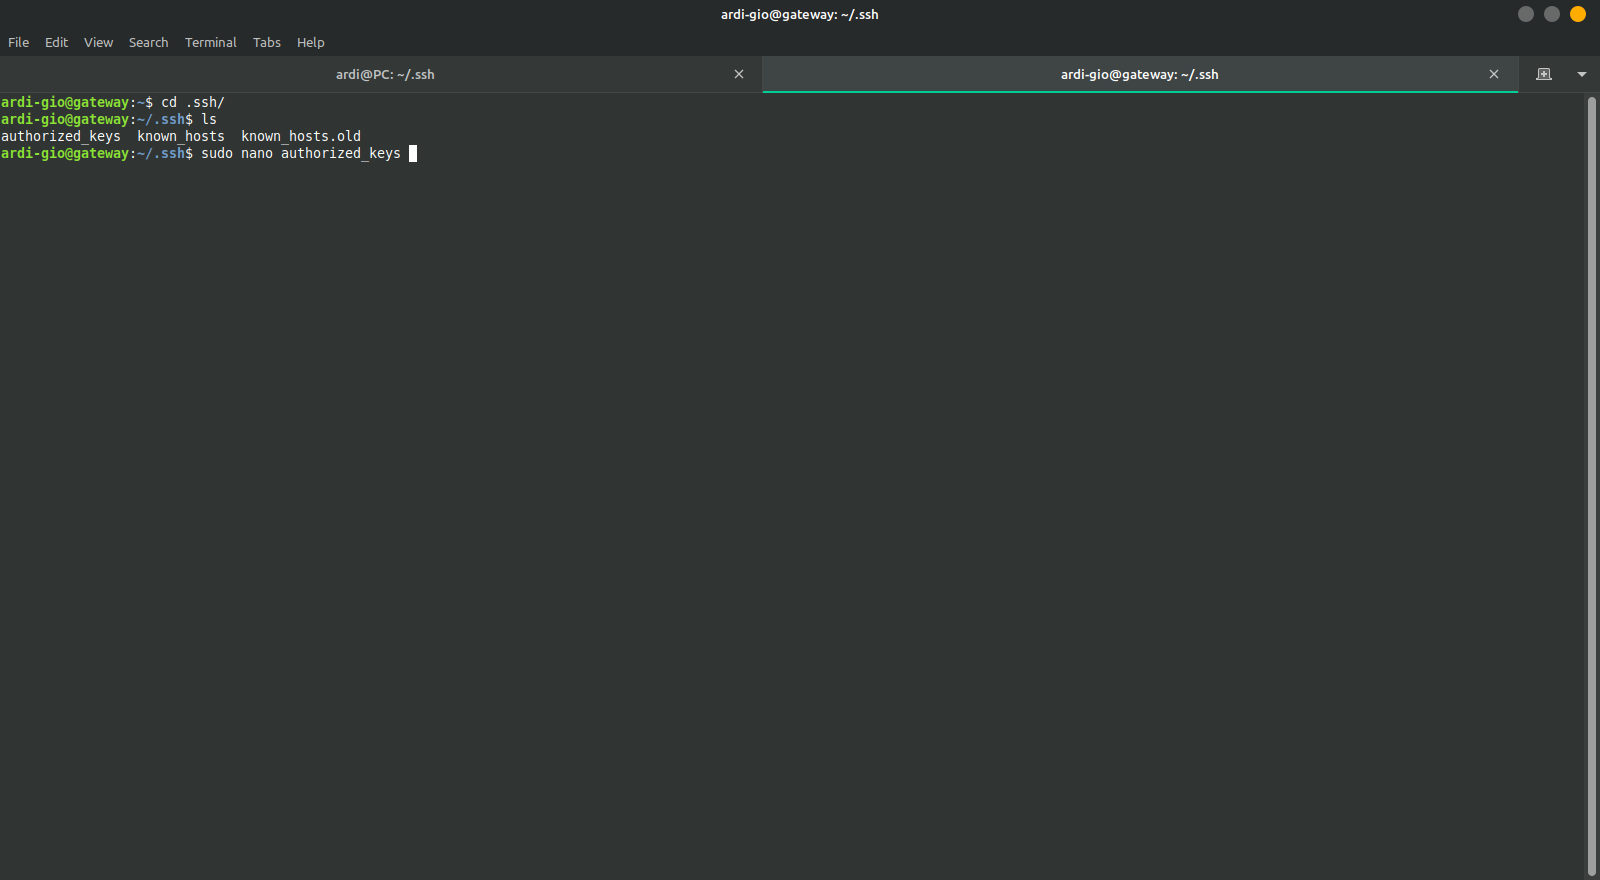 ardi-gio@gateway: ~/.ssh
File Edit View Search Terminal Tabs Help
ardi@PC: ~/.ssh × ardi-gio@gateway: ~/.ssh ×
ardi-gio@gateway:~$ cd .ssh/
ardi-gio@gateway:~/.ssh$ ls
authorized_keys  known_hosts  known_hosts.old
ardi-gio@gateway:~/.ssh$ sudo nano authorized_keys